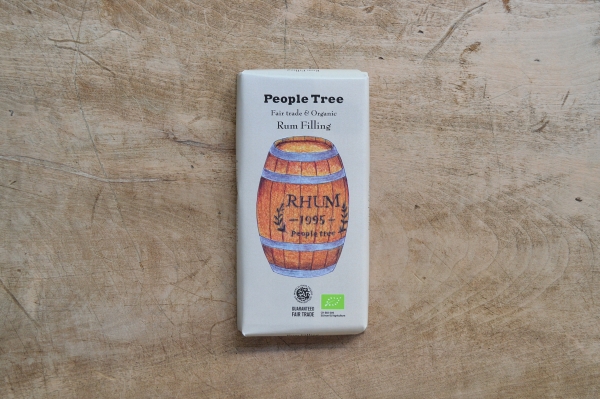 People Tree
Fair trade & Organic
Rum Filling
RHUM
1995
People tree
GUARANTEED
FAIR TRADE